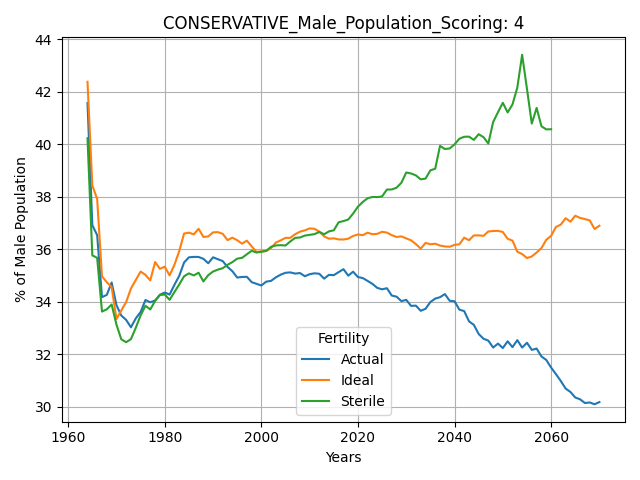 CONSERVATIVE_Male_Population_Scoring: 4
% of Male Population
44
42
40
38
36
34
32
30
Fertility
Actual
Ideal
Sterile
1960 1980 2000 2020 2040 2060
Years